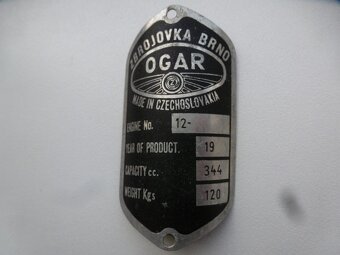 ZBROJOVKA BRNO
OGAR
MADE IN CZECHOSLOVAKIA
ENGINE No. 12-
YEAR OF PRODUCT. 19
CAPACITY cc. 344
WEIGHT Kgs 120